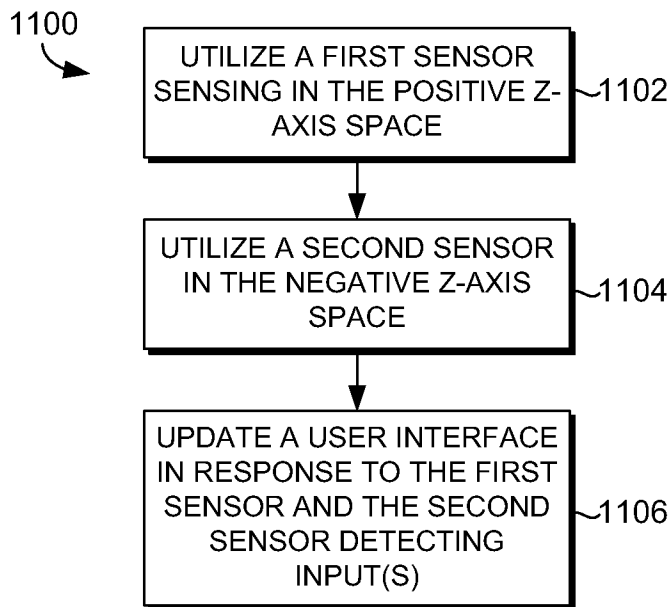 1100
UTILIZE A FIRST SENSOR
SENSING IN THE POSITIVE Z-
AXIS SPACE
1102
UTILIZE A SECOND SENSOR
IN THE NEGATIVE Z-AXIS
SPACE
1104
UPDATE A USER INTERFACE
IN RESPONSE TO THE FIRST
SENSOR AND THE SECOND
SENSOR DETECTING
INPUT(S)
1106